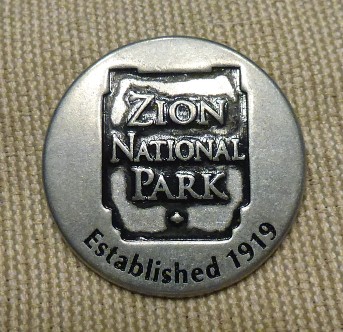 ZION
NATIONAL
PARK
Established 1919